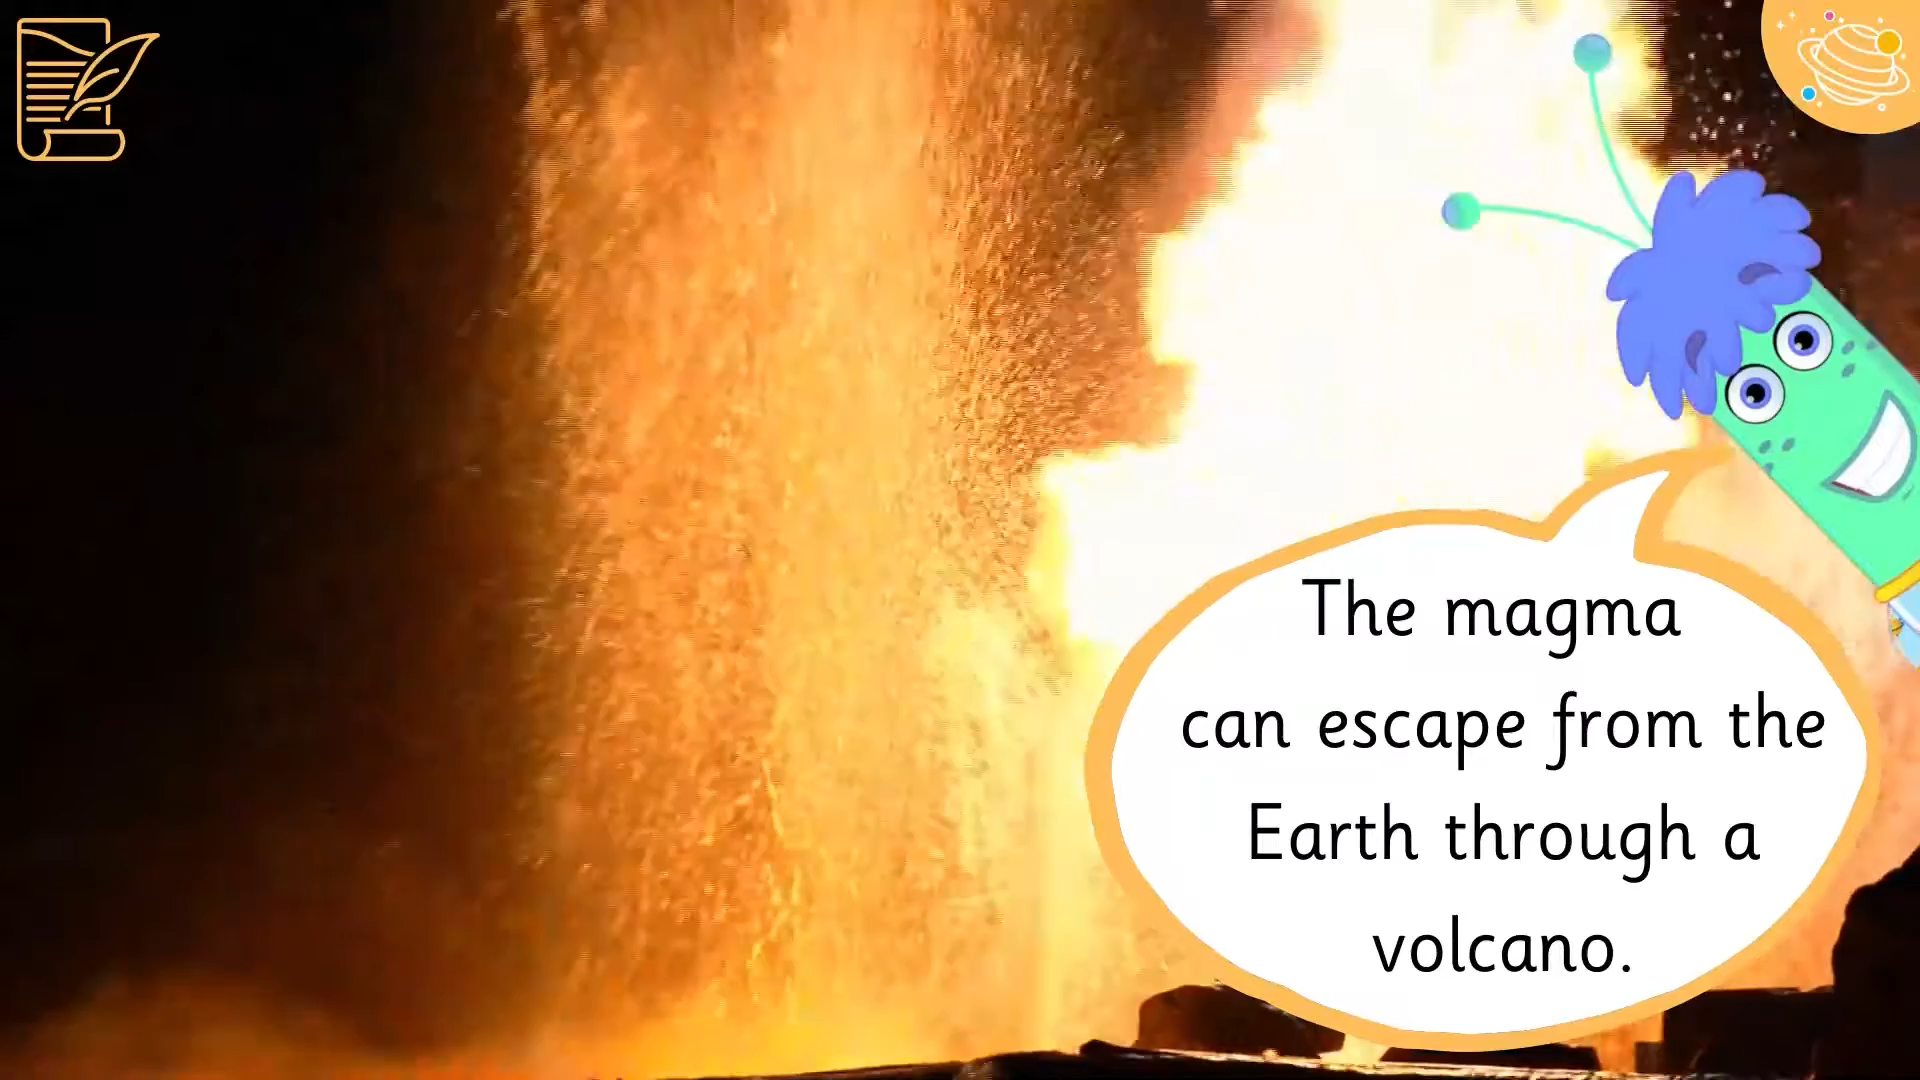 The magma
can escape from the
Earth through a
volcano.